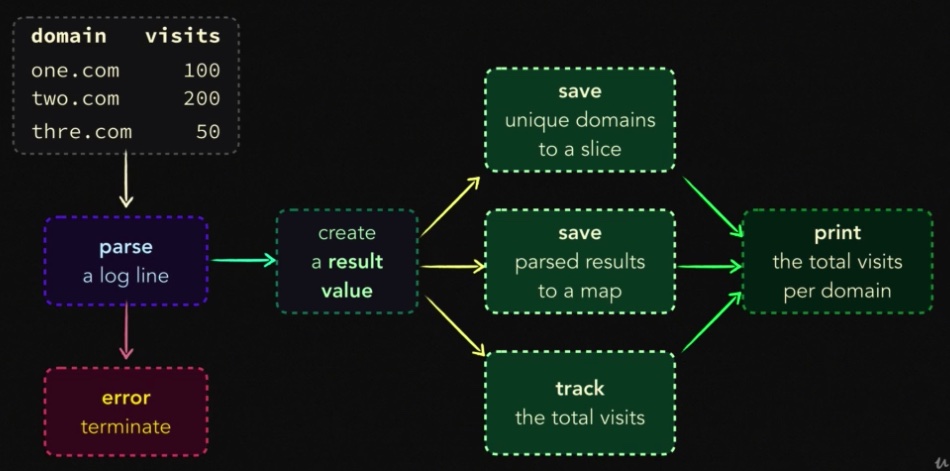 domain visits
one.com 100
two.com 200
thre.com 50
parse
a log line
error
terminate
create
a result
value
save
unique domains
to a slice
save
parsed results
to a map
track
the total visits
print
the total visits
per domain